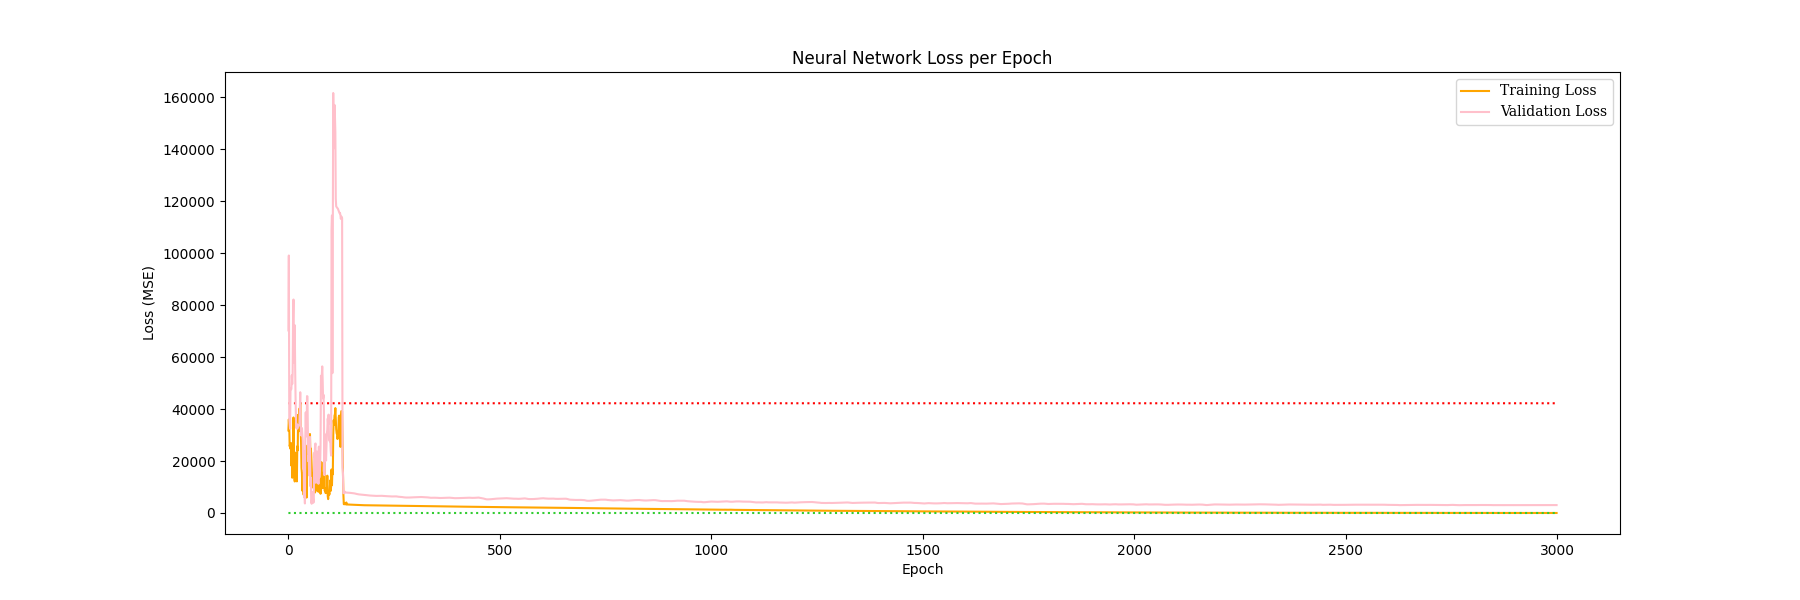 Neural Network Loss per Epoch
Training Loss
Validation Loss
160000
140000
120000
100000
80000
60000
40000
20000
0
Loss (MSE)
0 500 1000 1500 2000 2500 3000
Epoch